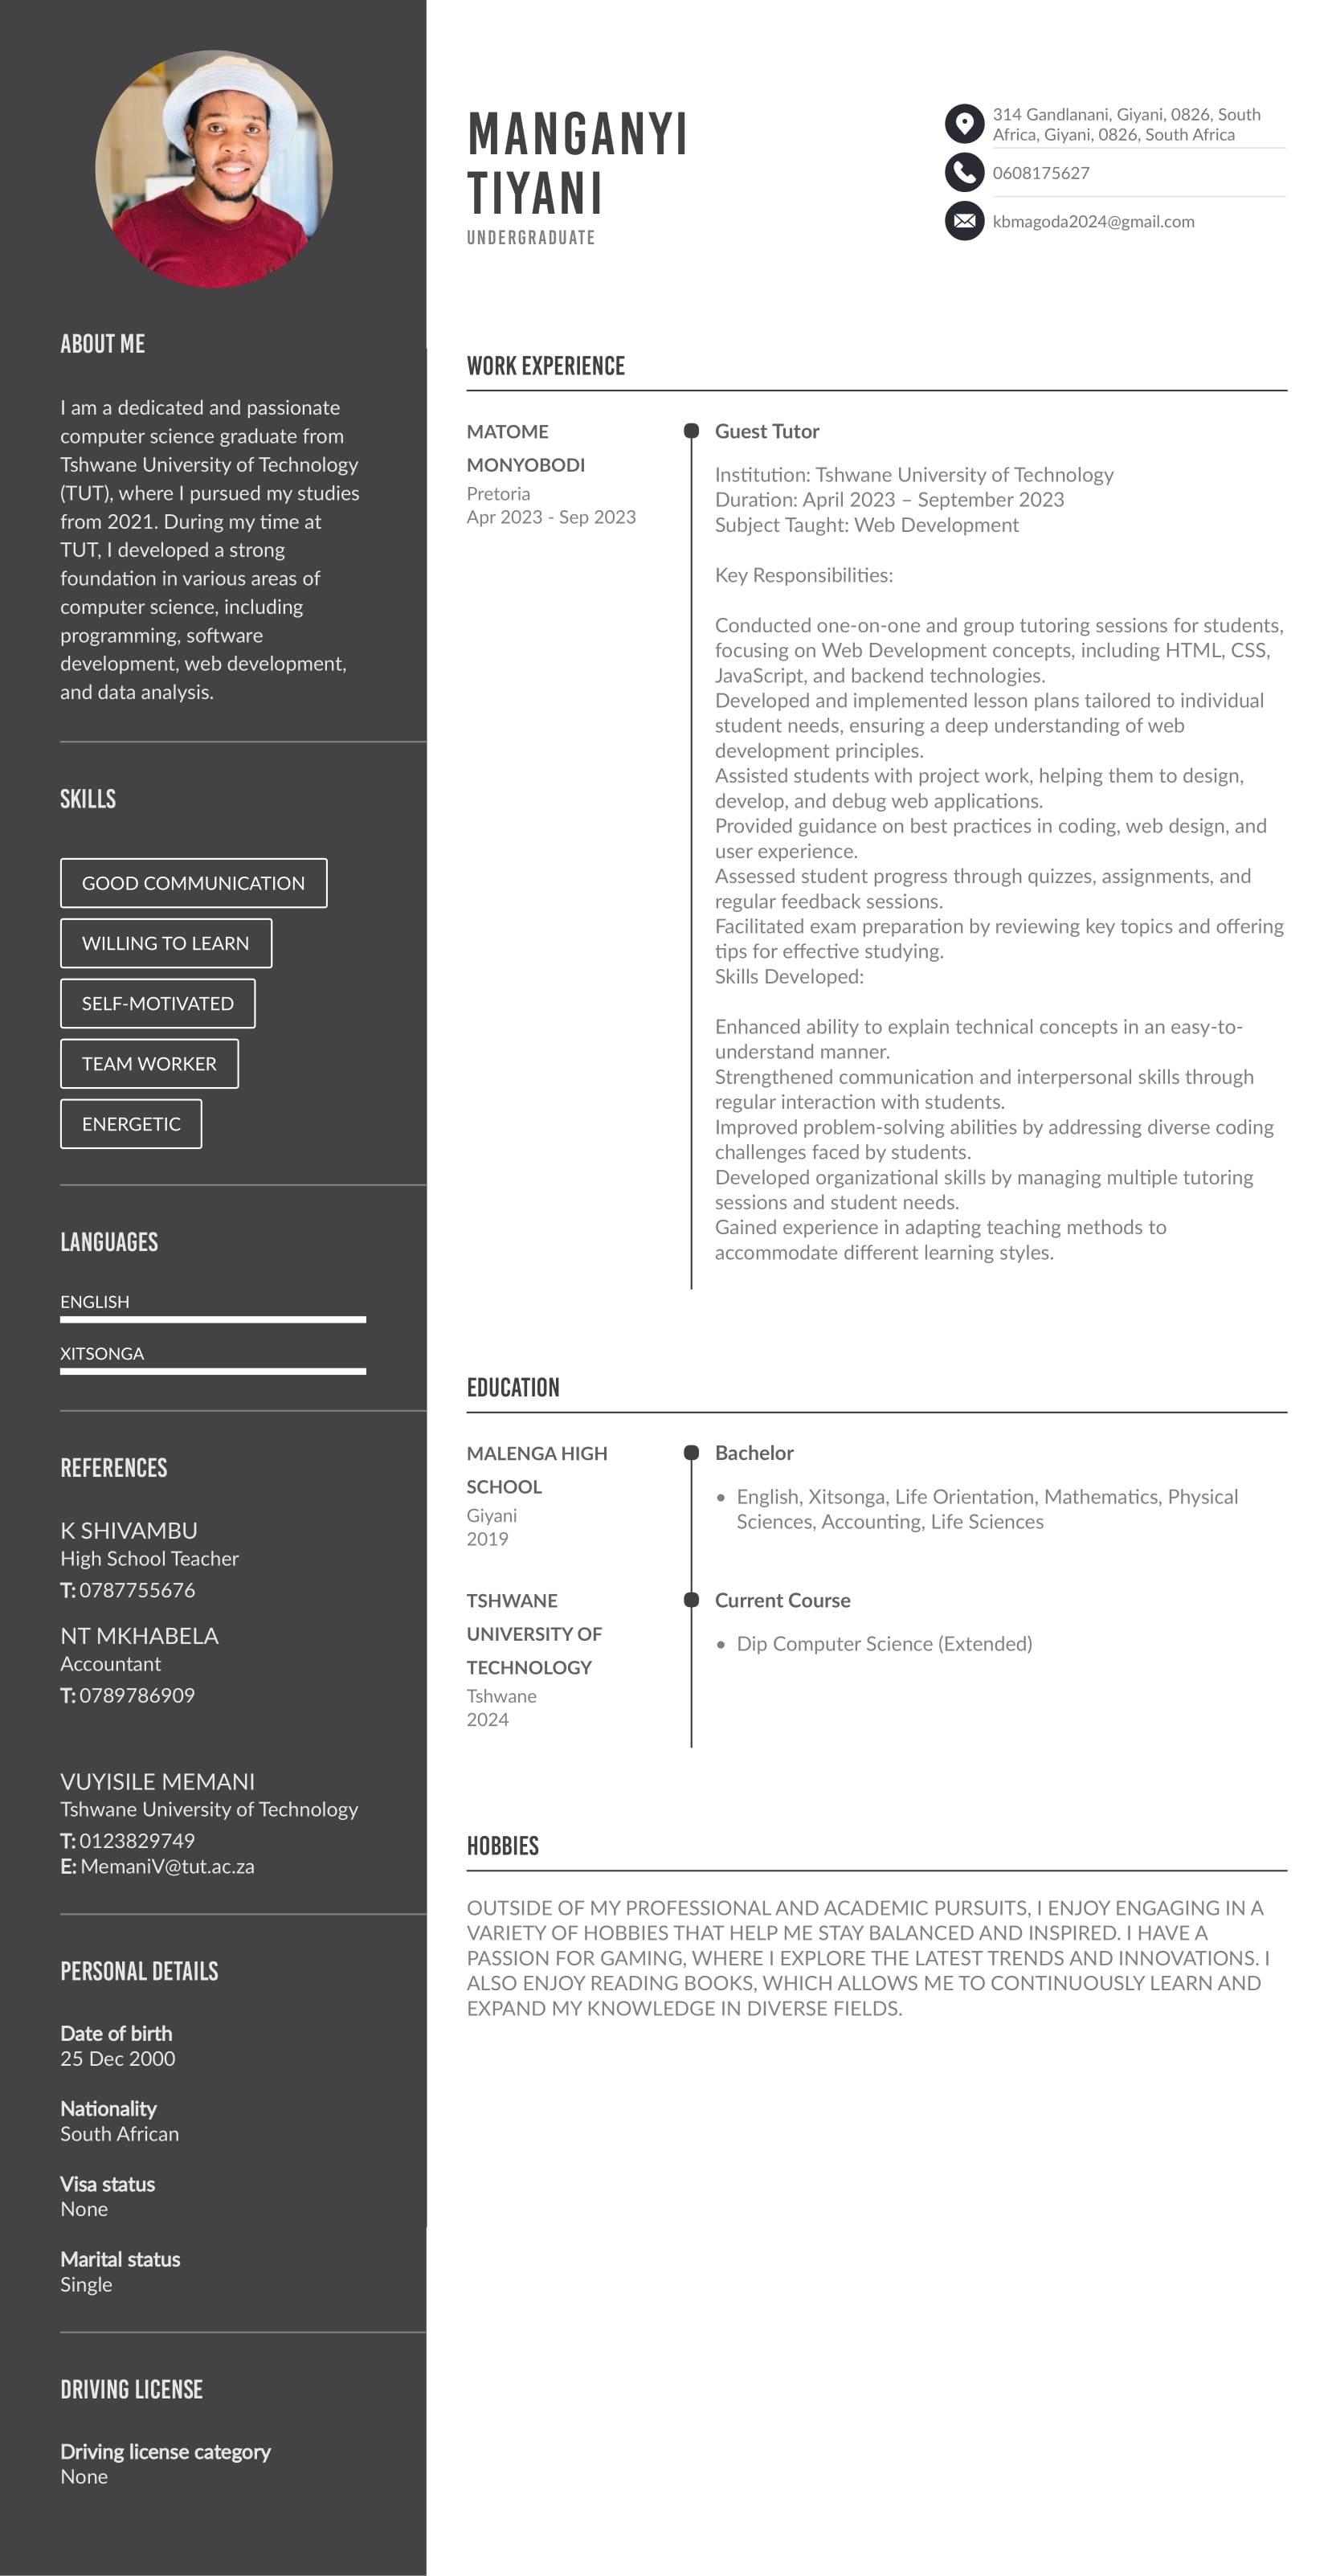 MANGANYI
TIYANI
UNDERGRADUATE
314 Gandlanani, Giyani, 0826, South
Africa, Giyani, 0826, South Africa
0608175627
kbmagoda2024@gmail.com
ABOUT ME
I am a dedicated and passionate
computer science graduate from
Tshwane University of Technology
(TUT), where I pursued my studies
from 2021. During my time at
TUT, I developed a strong
foundation in various areas of
computer science, including
programming, software
development, web development,
and data analysis.
SKILLS
GOOD COMMUNICATION
WILLING TO LEARN
SELF-MOTIVATED
TEAM WORKER
ENERGETIC
LANGUAGES
ENGLISH
XITSONGA
REFERENCES
K SHIVAMBU
High School Teacher
T: 0787755676
NT MKHABELA
Accountant
T: 0789786909
VUYISILE MEMANI
Tshwane University of Technology
T: 0123829749
E: MemaniV@tut.ac.za
PERSONAL DETAILS
Date of birth
25 Dec 2000
Nationality
South African
Visa status
None
Marital status
Single
DRIVING LICENSE
Driving license category
None
WORK EXPERIENCE
MATOME
MONYOBODI
Pretoria
Apr 2023 - Sep 2023
Guest Tutor
Institution: Tshwane University of Technology
Duration: April 2023 – September 2023
Subject Taught: Web Development
Key Responsibilities:
Conducted one-on-one and group tutoring sessions for students,
focusing on Web Development concepts, including HTML, CSS,
JavaScript, and backend technologies.
Developed and implemented lesson plans tailored to individual
student needs, ensuring a deep understanding of web
development principles.
Assisted students with project work, helping them to design,
develop, and debug web applications.
Provided guidance on best practices in coding, web design, and
user experience.
Assessed student progress through quizzes, assignments, and
regular feedback sessions.
Facilitated exam preparation by reviewing key topics and offering
tips for effective studying.
Skills Developed:
Enhanced ability to explain technical concepts in an easy-to-
understand manner.
Strengthened communication and interpersonal skills through
regular interaction with students.
Improved problem-solving abilities by addressing diverse coding
challenges faced by students.
Developed organizational skills by managing multiple tutoring
sessions and student needs.
Gained experience in adapting teaching methods to
accommodate different learning styles.
EDUCATION
MALENGA HIGH
SCHOOL
Giyani
2019
Bachelor
• English, Xitsonga, Life Orientation, Mathematics, Physical
Sciences, Accounting, Life Sciences
TSHWANE
UNIVERSITY OF
TECHNOLOGY
Tshwane
2024
Current Course
• Dip Computer Science (Extended)
HOBBIES
OUTSIDE OF MY PROFESSIONAL AND ACADEMIC PURSUITS, I ENJOY ENGAGING IN A
VARIETY OF HOBBIES THAT HELP ME STAY BALANCED AND INSPIRED. I HAVE A
PASSION FOR GAMING, WHERE I EXPLORE THE LATEST TRENDS AND INNOVATIONS. I
ALSO ENJOY READING BOOKS, WHICH ALLOWS ME TO CONTINUOUSLY LEARN AND
EXPAND MY KNOWLEDGE IN DIVERSE FIELDS.